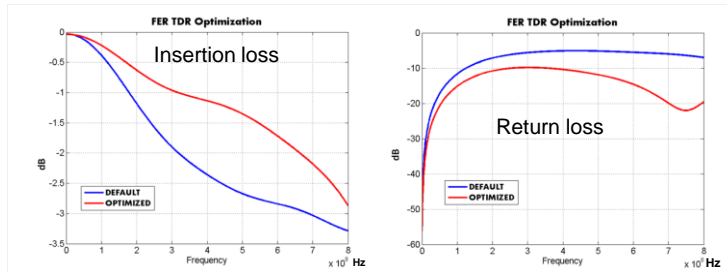 FER TDR Optimization
Insertion loss
dB
0
-0.5
-1
-1.5
-2
-2.5
-3
-3.5
DEFAULT
OPTIMIZED
0 1 2 3 4 5 6 7 8
Frequency
x 10⁸ Hz
FER TDR Optimization
Return loss
dB
0
-10
-20
-30
-40
-50
-60
DEFAULT
OPTIMIZED
0 1 2 3 4 5 6 7 8
Frequency
Hz